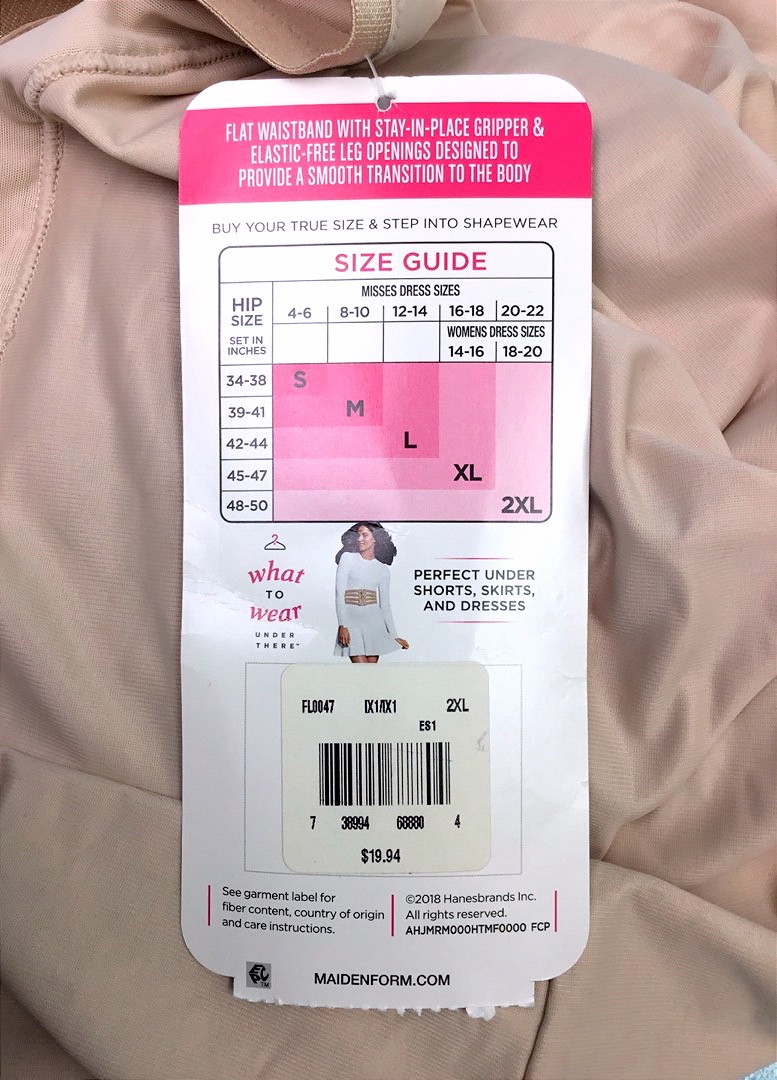 FLAT WAISTBAND WITH STAY-IN-PLACE GRIPPER &
ELASTIC-FREE LEG OPENINGS DESIGNED TO
PROVIDE A SMOOTH TRANSITION TO THE BODY
BUY YOUR TRUE SIZE & STEP INTO SHAPEWEAR
SIZE GUIDE
HIP SIZE SET IN INCHES
MISSES DRESS SIZES
4-6 8-10 12-14 16-18 20-22
WOMENS DRESS SIZES
14-16 18-20
34-38 S
39-41 M
42-44 L
45-47 XL
48-50 2XL
what
TO
wear
UNDER
THERE™
PERFECT UNDER
SHORTS, SKIRTS,
AND DRESSES
FL0047 IX1/IX1 2XL
ES1
7 38994 68880 4
$19.94
See garment label for
fiber content, country of origin
and care instructions.
©2018 Hanesbrands Inc.
All rights reserved.
AHJMRM000HTMF0000 FCP
TM
MAIDENFORM.COM